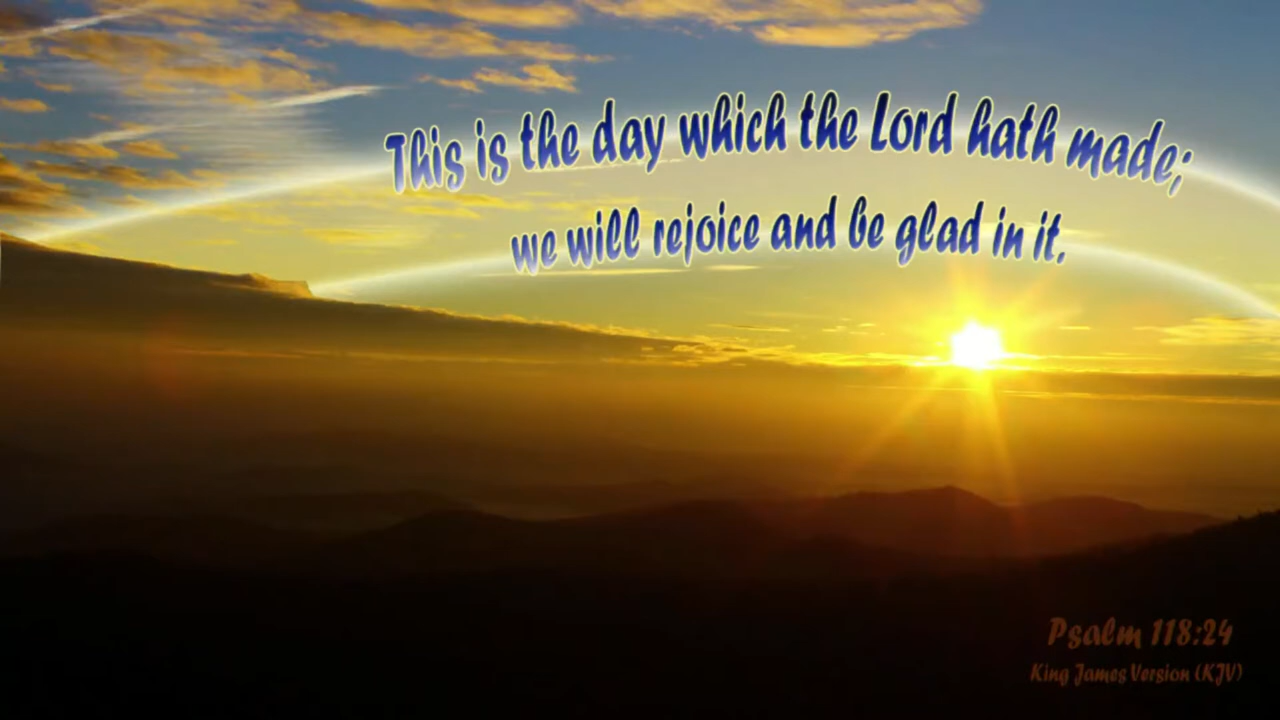 This is the day which the Lord hath made;
we will rejoice and be glad in it.
Psalm 118:24
King James Version (KJV)